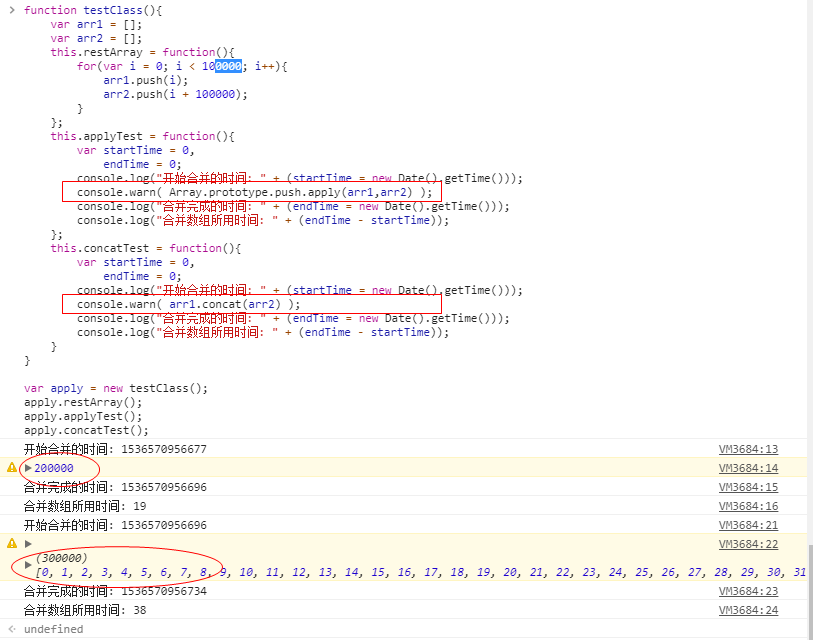 > function testClass(){
    var arr1 = [];
    var arr2 = [];
    this.restArray = function(){
        for(var i = 0; i < 100000; i++){
            arr1.push(i);
            arr2.push(i + 100000);
        }
    };
    this.applyTest = function(){
        var startTime = 0,
            endTime = 0;
        console.log("开始合并的时间: " + (startTime = new Date().getTime()));
        console.warn( Array.prototype.push.apply(arr1,arr2) );
        console.log("合并完成的时间: " + (endTime = new Date().getTime()));
        console.log("合并数组所用时间: " + (endTime - startTime));
    };
    this.concatTest = function(){
        var startTime = 0,
            endTime = 0;
        console.log("开始合并的时间: " + (startTime = new Date().getTime()));
        console.warn( arr1.concat(arr2) );
        console.log("合并完成的时间: " + (endTime = new Date().getTime()));
        console.log("合并数组所用时间: " + (endTime - startTime));
    }
}

var apply = new testClass();
apply.restArray();
apply.applyTest();
apply.concatTest();
开始合并的时间: 1536570956677 VM3684:13
200000 VM3684:14
合并完成的时间: 1536570956696 VM3684:15
合并数组所用时间: 19 VM3684:16
开始合并的时间: 1536570956696 VM3684:21
VM3684:22
(300000)
[0, 1, 2, 3, 4, 5, 6, 7, 8, 9, 10, 11, 12, 13, 14, 15, 16, 17, 18, 19, 20, 21, 22, 23, 24, 25, 26, 27, 28, 29, 30, 31
合并完成的时间: 1536570956734 VM3684:23
合并数组所用时间: 38 VM3684:24
undefined